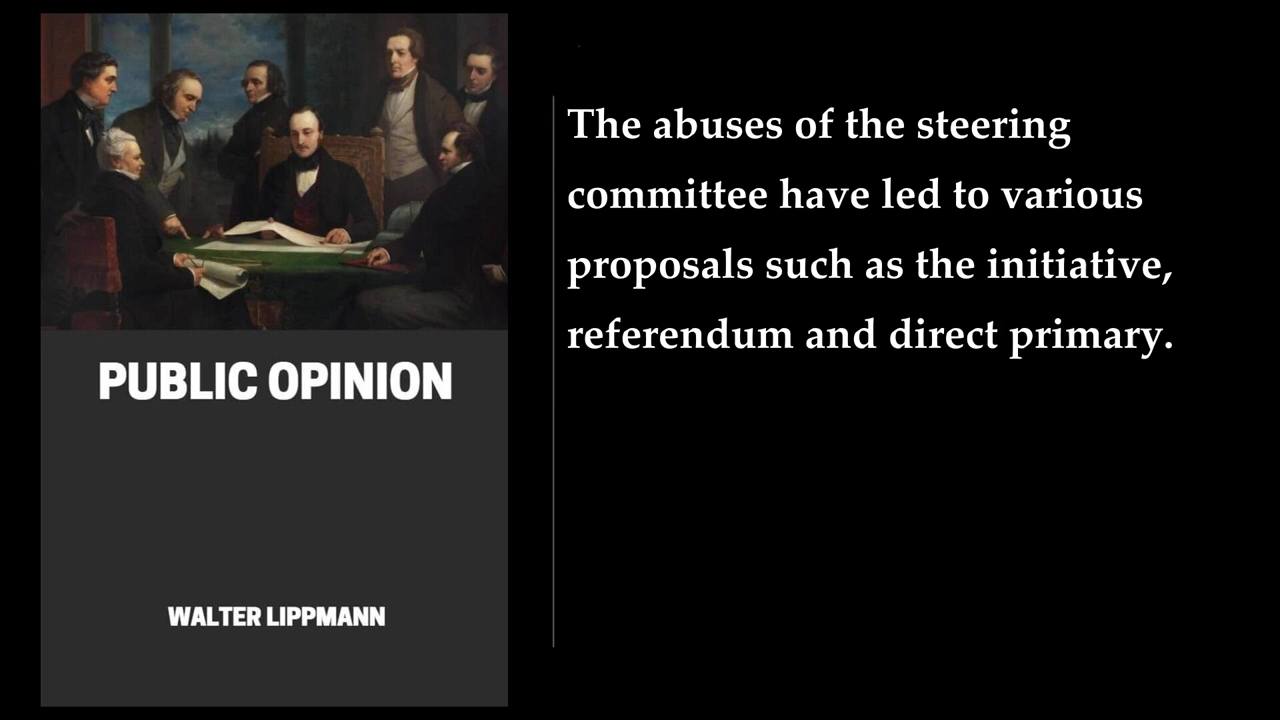 PUBLIC OPINION
WALTER LIPPMANN
The abuses of the steering
committee have led to various
proposals such as the initiative,
referendum and direct primary.